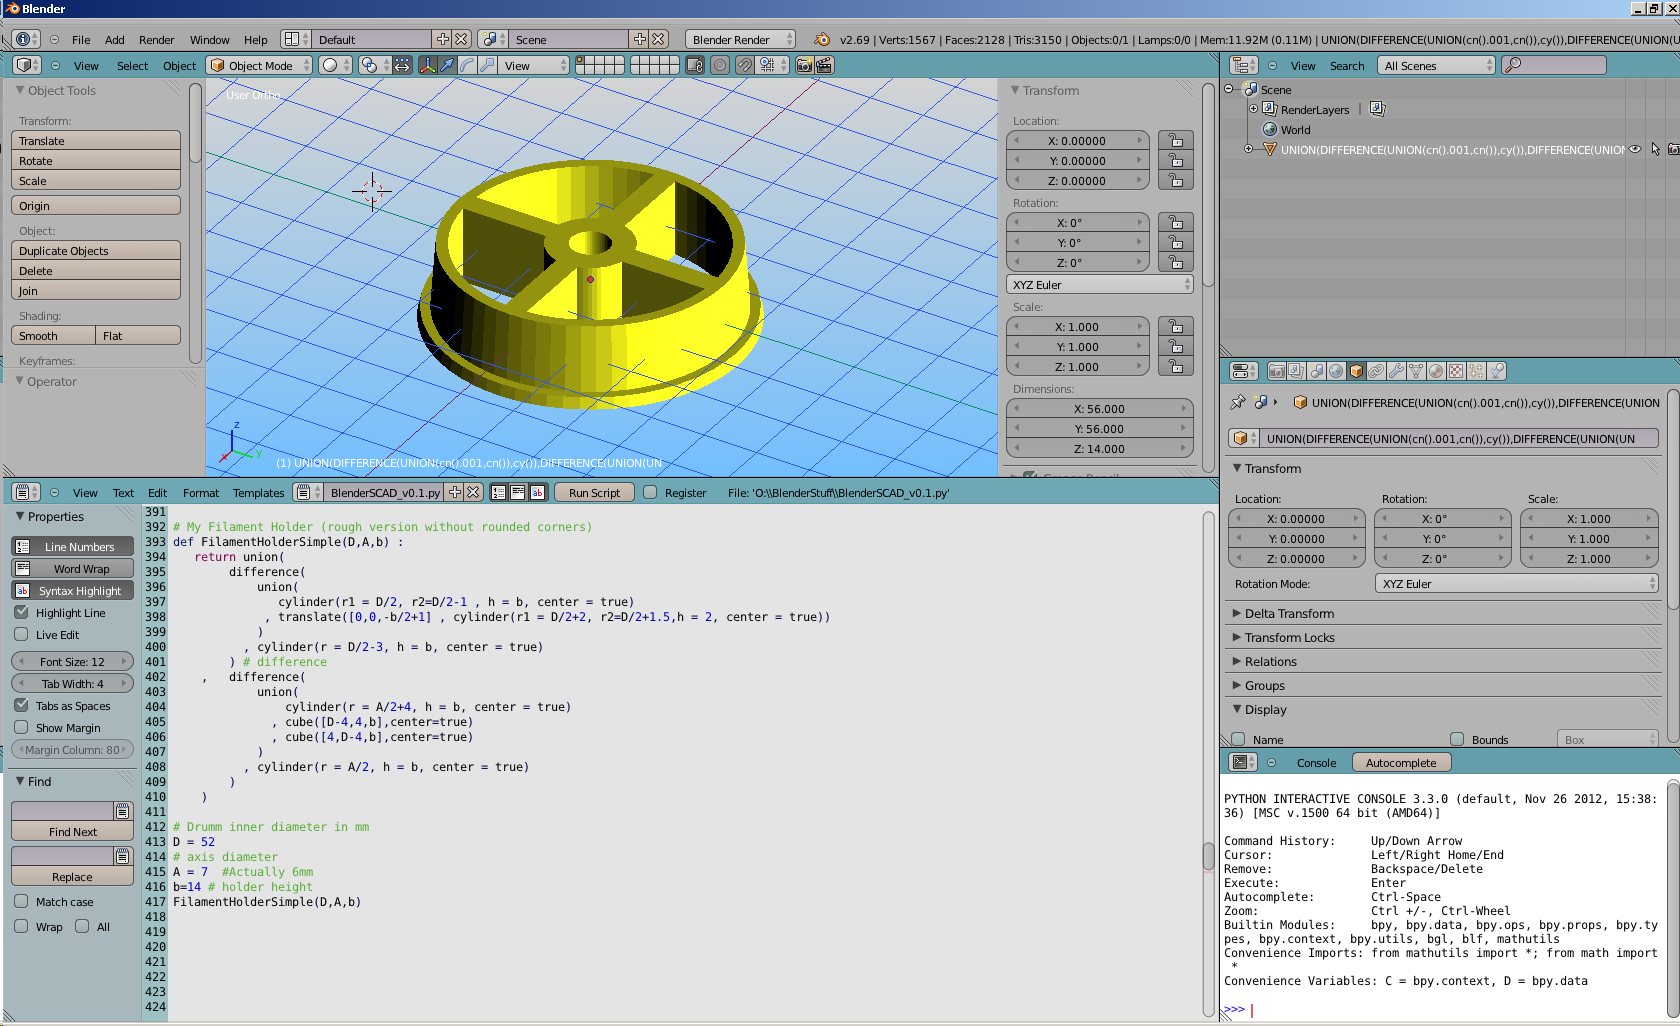 Blender
File Add Render Window Help Default Scene Blender Render v2.69 | Verts:1567 | Faces:2128 | Tris:3150 | Objects:0/1 | Lamps:0/0 | Mem:11.92M (0.11M) | UNION(DIFFERENCE(UNION(cn().001,cn()),cy()),DIFFERENCE(UNION(U
View Select Object Object Mode View
Object Tools
Transform:
Translate
Rotate
Scale
Origin
Object:
Duplicate Objects
Delete
Join
Shading:
Smooth Flat
Keyframes:
Operator
User Ortho
z
x y
(1) UNION(DIFFERENCE(UNION(cn().001,cn()),cy()),DIFFERENCE(UNION(UN
Transform
Location:
X: 0.00000
Y: 0.00000
Z: 0.00000
Rotation:
X: 0°
Y: 0°
Z: 0°
XYZ Euler
Scale:
X: 1.000
Y: 1.000
Z: 1.000
Dimensions:
X: 56.000
Y: 56.000
Z: 14.000
View Search All Scenes
Scene
RenderLayers |
World
UNION(DIFFERENCE(UNION(cn().001,cn()),cy()),DIFFERENCE(UNION
UNION(DIFFERENCE(UNION(cn().001,cn()),cy()),DIFFERENCE(UNION
UNION(DIFFERENCE(UNION(cn().001,cn()),cy()),DIFFERENCE(UNION(UN
Transform
Location: Rotation: Scale:
X: 0.00000 X: 0° X: 1.000
Y: 0.00000 Y: 0° Y: 1.000
Z: 0.00000 Z: 0° Z: 1.000
Rotation Mode: XYZ Euler
Delta Transform
Transform Locks
Relations
Groups
Display
Name Bounds Box
View Text Edit Format Templates BlenderSCAD_v0.1.py Run Script Register File: 'O:\\BlenderStuff\\BlenderSCAD_v0.1.py'
Properties
Line Numbers
Word Wrap
Syntax Highlight
Highlight Line
Live Edit
Font Size: 12
Tab Width: 4
Tabs as Spaces
Show Margin
Margin Column: 80
Find
Find Next
Replace
Match case
Wrap All
391
392 # My Filament Holder (rough version without rounded corners)
393 def FilamentHolderSimple(D,A,b) :
394 return union(
395 difference(
396 union(
397 cylinder(r1 = D/2, r2=D/2-1 , h = b, center = true)
398 , translate([0,0,-b/2+1] , cylinder(r1 = D/2+2, r2=D/2+1.5,h = 2, center = true))
399 )
400 , cylinder(r = D/2-3, h = b, center = true)
401 ) # difference
402 , difference(
403 union(
404 cylinder(r = A/2+4, h = b, center = true)
405 , cube([D-4,4,b],center=true)
406 , cube([4,D-4,b],center=true)
407 )
408 , cylinder(r = A/2, h = b, center = true)
409 )
410 )
411
412 # Drumm inner diameter in mm
413 D = 52
414 # axis diameter
415 A = 7 #Actually 6mm
416 b=14 # holder height
417 FilamentHolderSimple(D,A,b)
418
419
420
421
422
423
424
Console Autocomplete
PYTHON INTERACTIVE CONSOLE 3.3.0 (default, Nov 26 2012, 15:38:
36) [MSC v.1500 64 bit (AMD64)]
Command History: Up/Down Arrow
Cursor: Left/Right Home/End
Remove: Backspace/Delete
Execute: Enter
Autocomplete: Ctrl-Space
Zoom: Ctrl +/-, Ctrl-Wheel
Builtin Modules: bpy, bpy.data, bpy.ops, bpy.props, bpy.ty
pes, bpy.context, bpy.utils, bgl, blf, mathutils
Convenience Imports: from mathutils import *; from math import
*
Convenience Variables: C = bpy.context, D = bpy.data
>>>